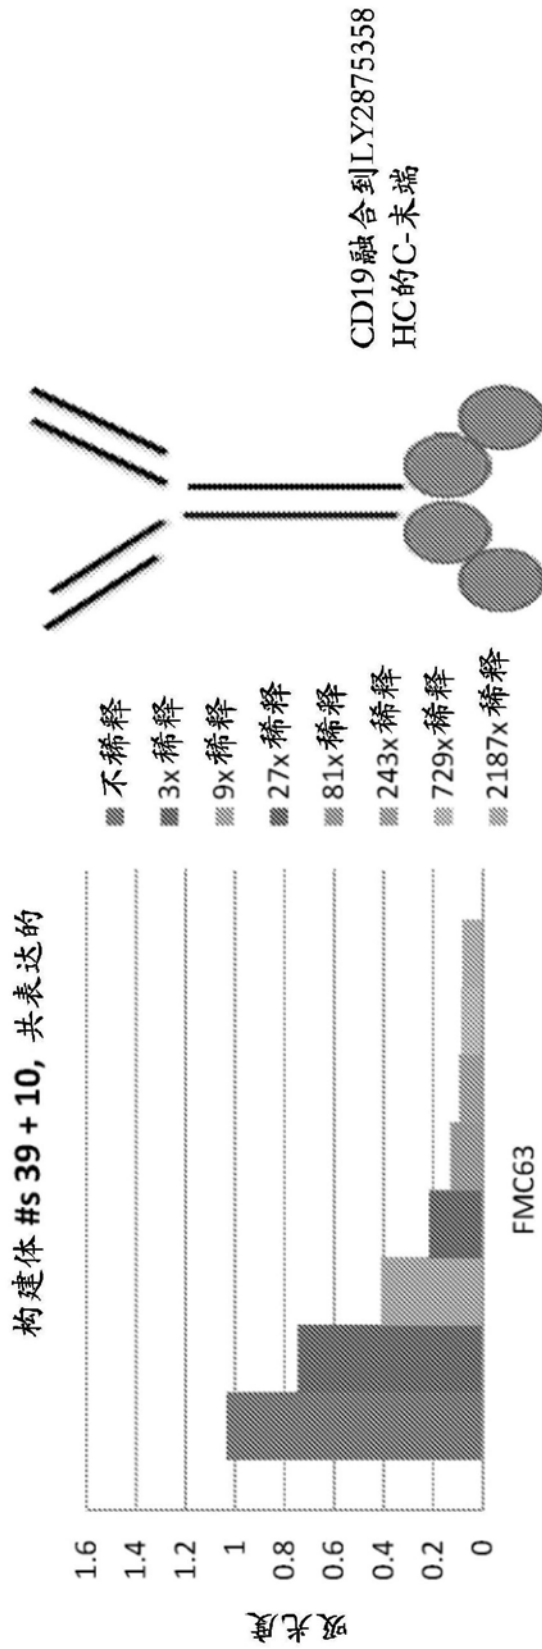 构建体 #s 39 + 10, 共表达的
吸光度
1.6
1.4
1.2
1
0.8
0.6
0.4
0.2
0
FMC63
不稀释
3x 稀释
9x 稀释
27x 稀释
81x 稀释
243x 稀释
729x 稀释
2187x 稀释
CD19融合到LY2875358
HC的C-末端